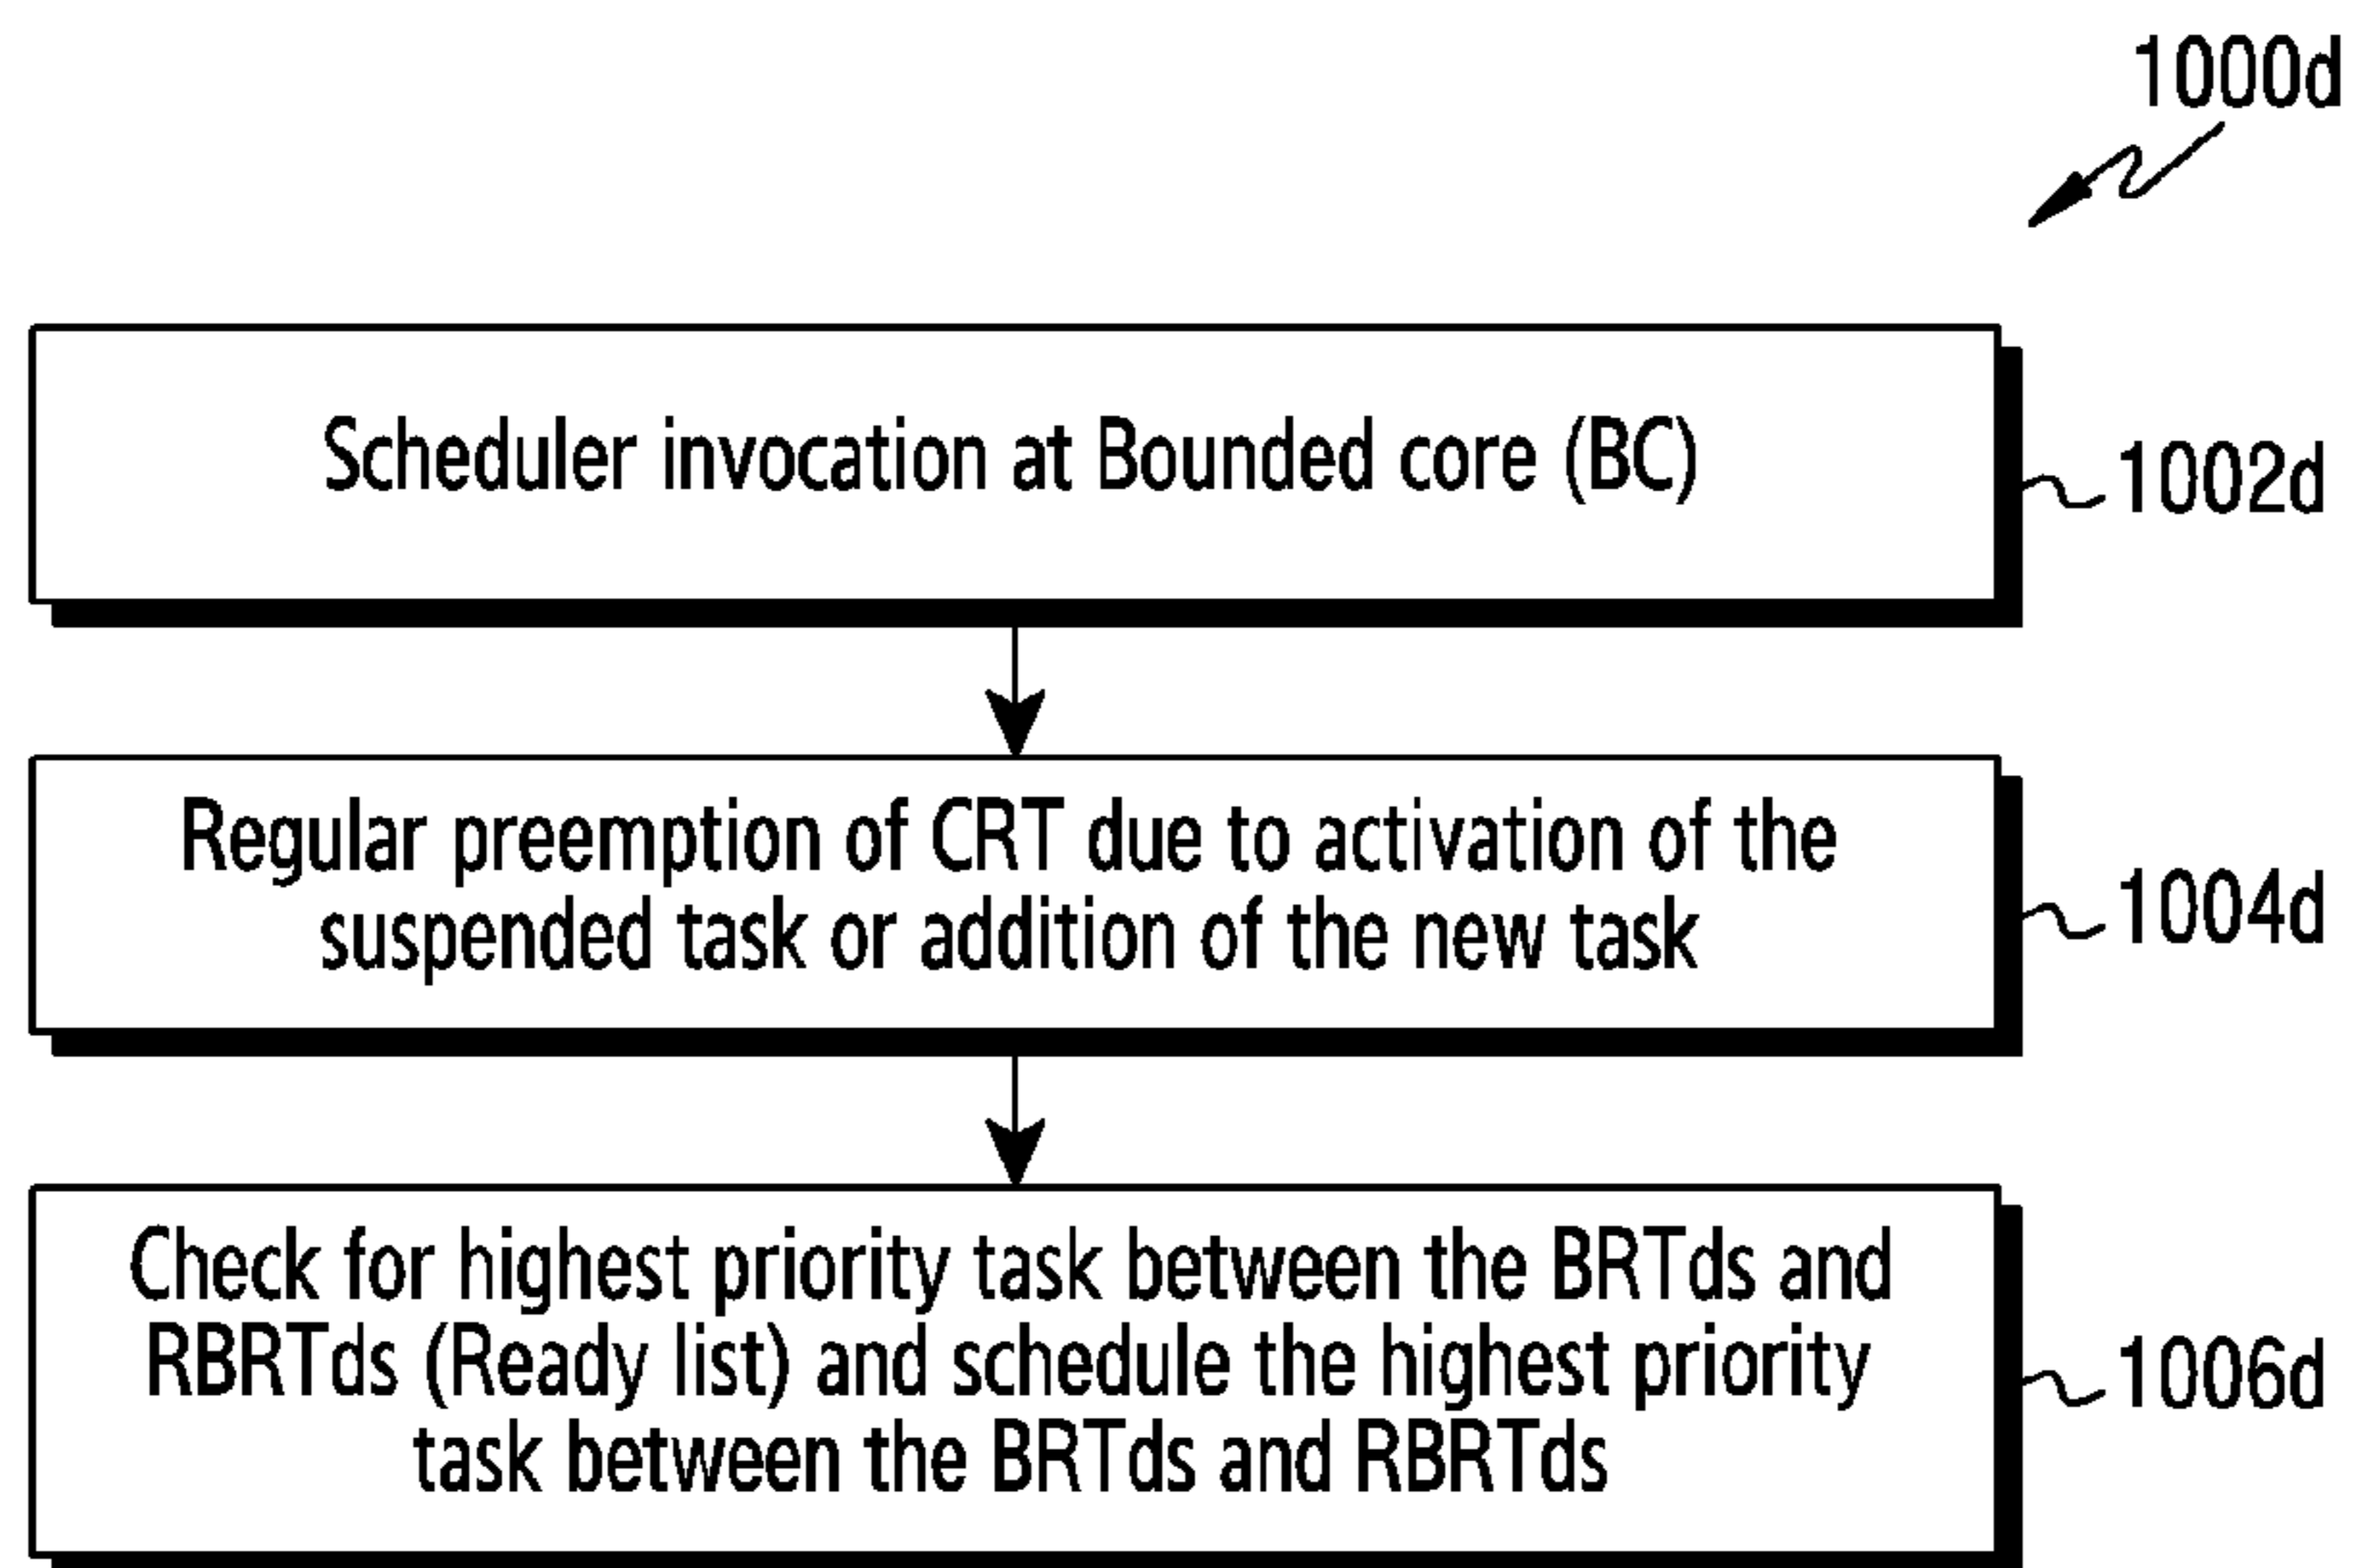 1000d
Scheduler invocation at Bounded core (BC)
1002d
Regular preemption of CRT due to activation of the
suspended task or addition of the new task
1004d
Check for highest priority task between the BRTds and
RBRTds (Ready list) and schedule the highest priority
task between the BRTds and RBRTds
1006d